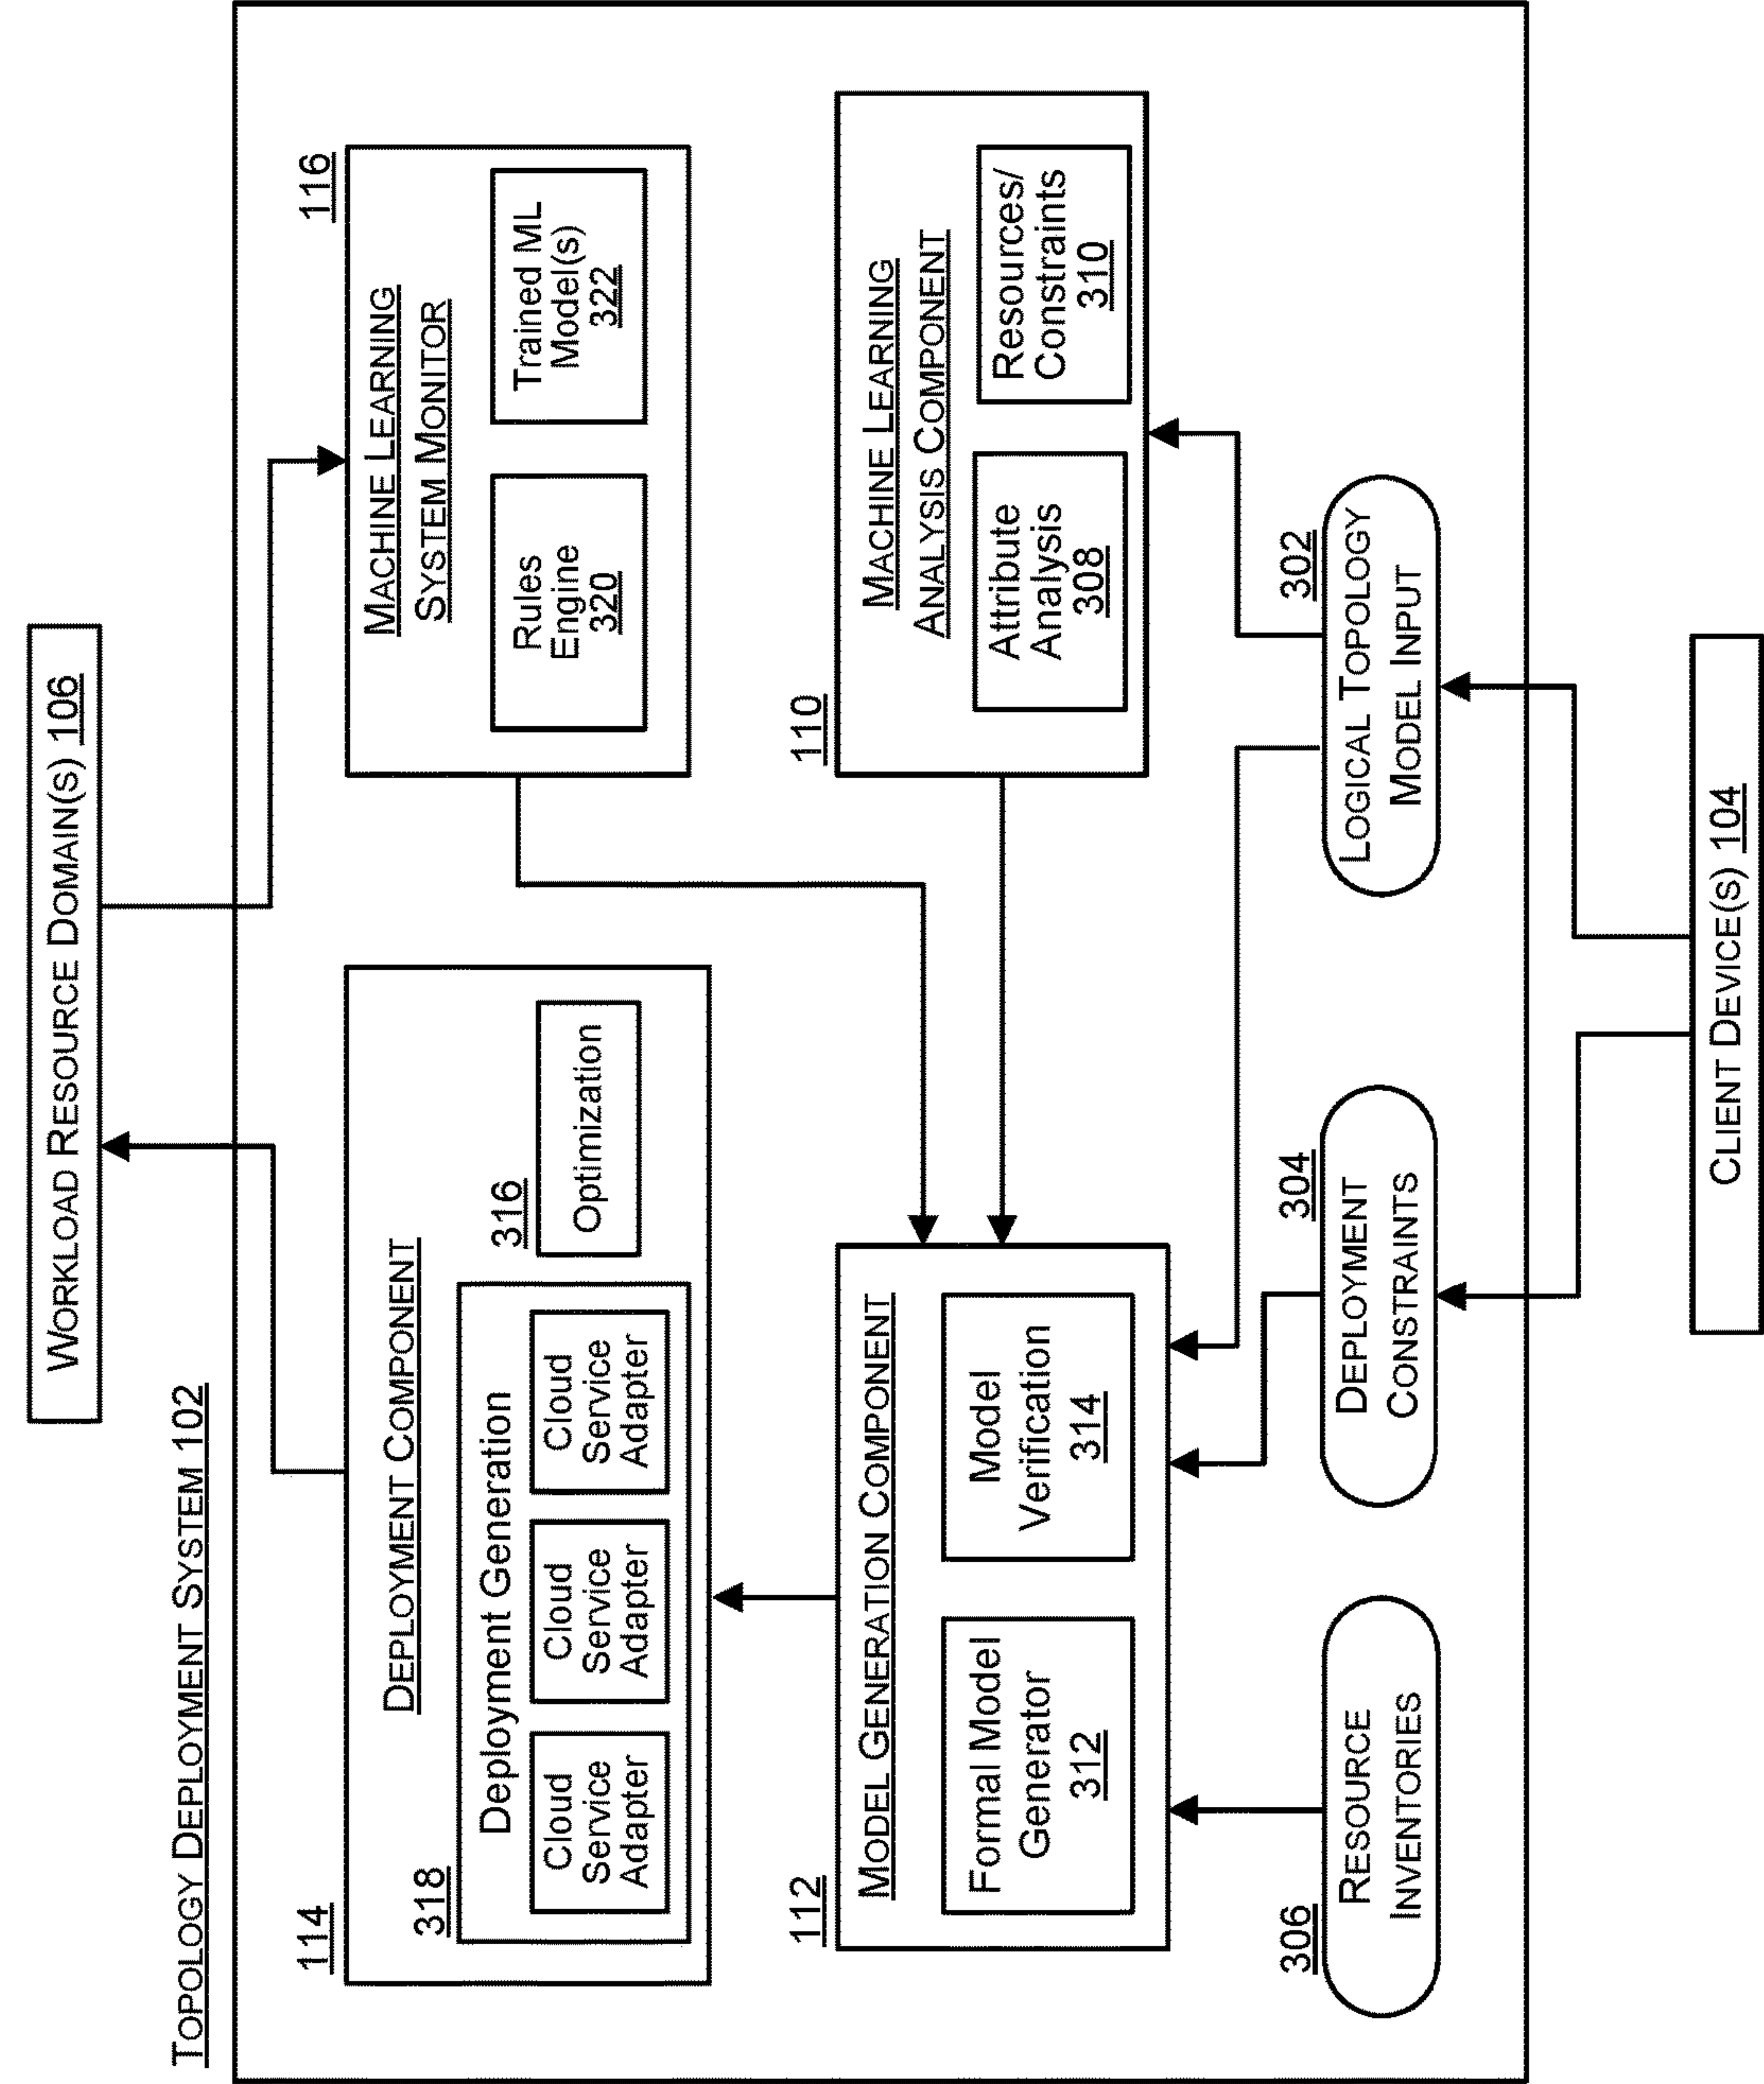 WORKLOAD RESOURCE DOMAIN(S) 106
TOPOLOGY DEPLOYMENT SYSTEM 102
114
DEPLOYMENT COMPONENT
318
Deployment Generation
Cloud
Service
Adapter
Cloud
Service
Adapter
Cloud
Service
Adapter
316
Optimization
116
MACHINE LEARNING
SYSTEM MONITOR
Rules
Engine
320
Trained ML
Model(s)
322
112
MODEL GENERATION COMPONENT
Formal Model
Generator
312
Model
Verification
314
110
MACHINE LEARNING
ANALYSIS COMPONENT
Attribute
Analysis
308
Resources/
Constraints
310
306
RESOURCE
INVENTORIES
304
DEPLOYMENT
CONSTRAINTS
302
LOGICAL TOPOLOGY
MODEL INPUT
CLIENT DEVICE(S) 104